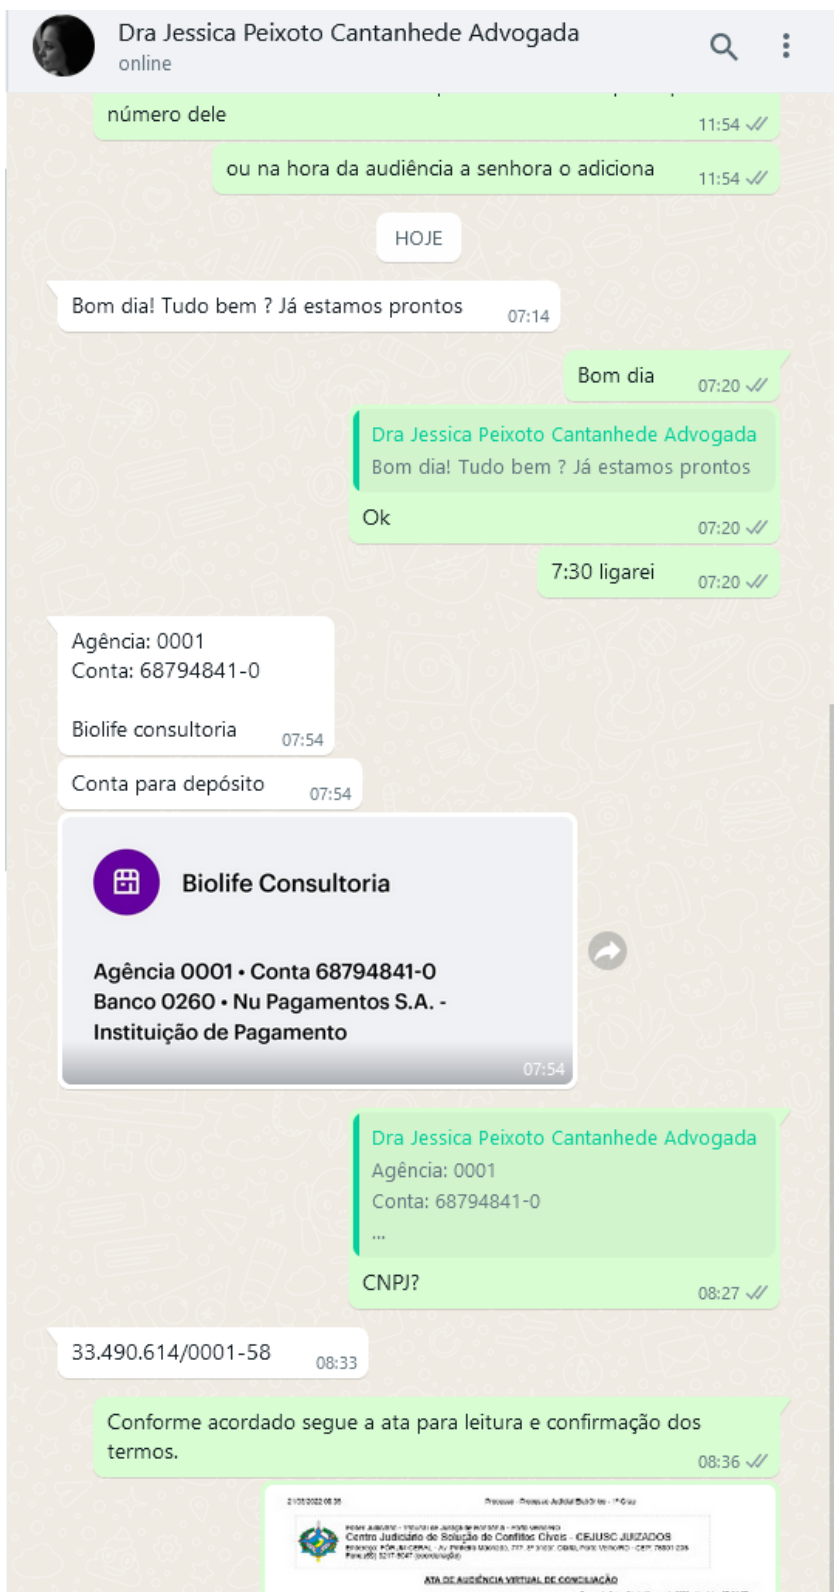 Dra Jessica Peixoto Cantanhede Advogada
online
número dele
11:54
ou na hora da audiência a senhora o adiciona
11:54
HOJE
Bom dia! Tudo bem ? Já estamos prontos
07:14
Bom dia
07:20
Dra Jessica Peixoto Cantanhede Advogada
Bom dia! Tudo bem ? Já estamos prontos
Ok
07:20
7:30 ligarei
07:20
Agência: 0001
Conta: 68794841-0
Biolife consultoria
07:54
Conta para depósito
07:54
Biolife Consultoria
Agência 0001 • Conta 68794841-0
Banco 0260 • Nu Pagamentos S.A. -
Instituição de Pagamento
07:54
Dra Jessica Peixoto Cantanhede Advogada
Agência: 0001
Conta: 68794841-0
...
CNPJ?
08:27
33.490.614/0001-58
08:33
Conforme acordado segue a ata para leitura e confirmação dos
termos.
08:36
Centro Judiciário de Solução de Conflitos Cíveis - CEJUSC JUIZADOS
ATA DE AUDIÊNCIA VIRTUAL DE CONCILIAÇÃO